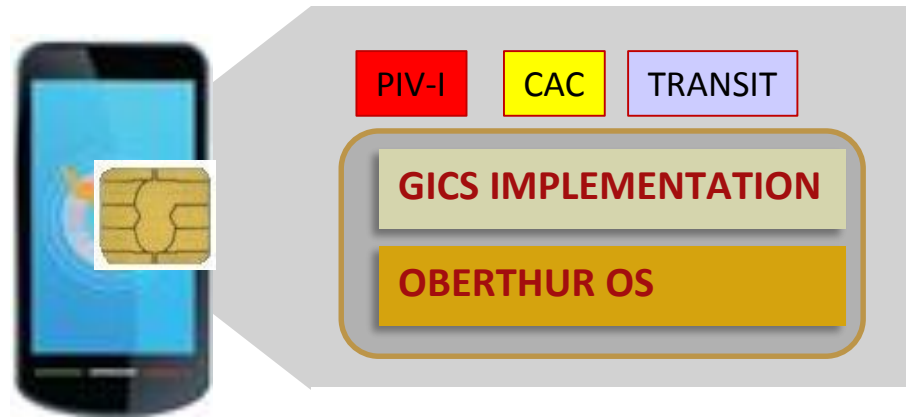 PIV-I CAC TRANSIT
GICS IMPLEMENTATION
OBERTHUR OS